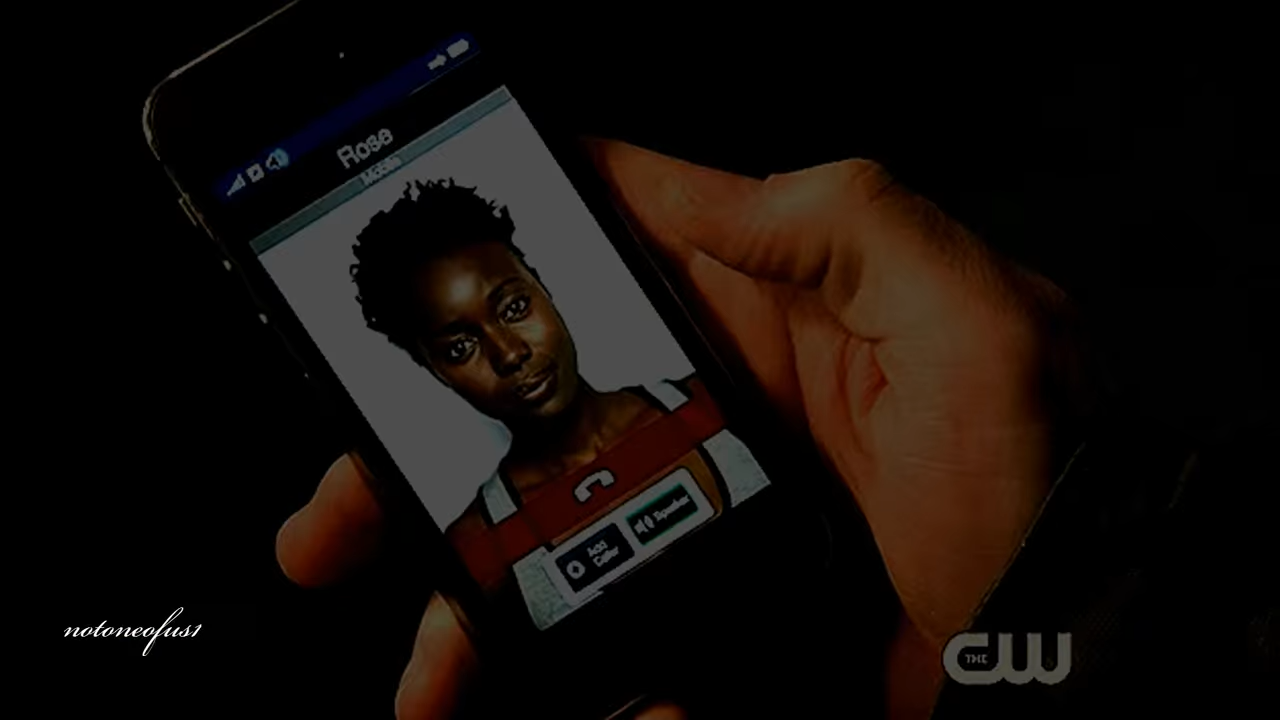 Rose
Mobile
Add
Caller
Speaker
notoneofus1
THE CW